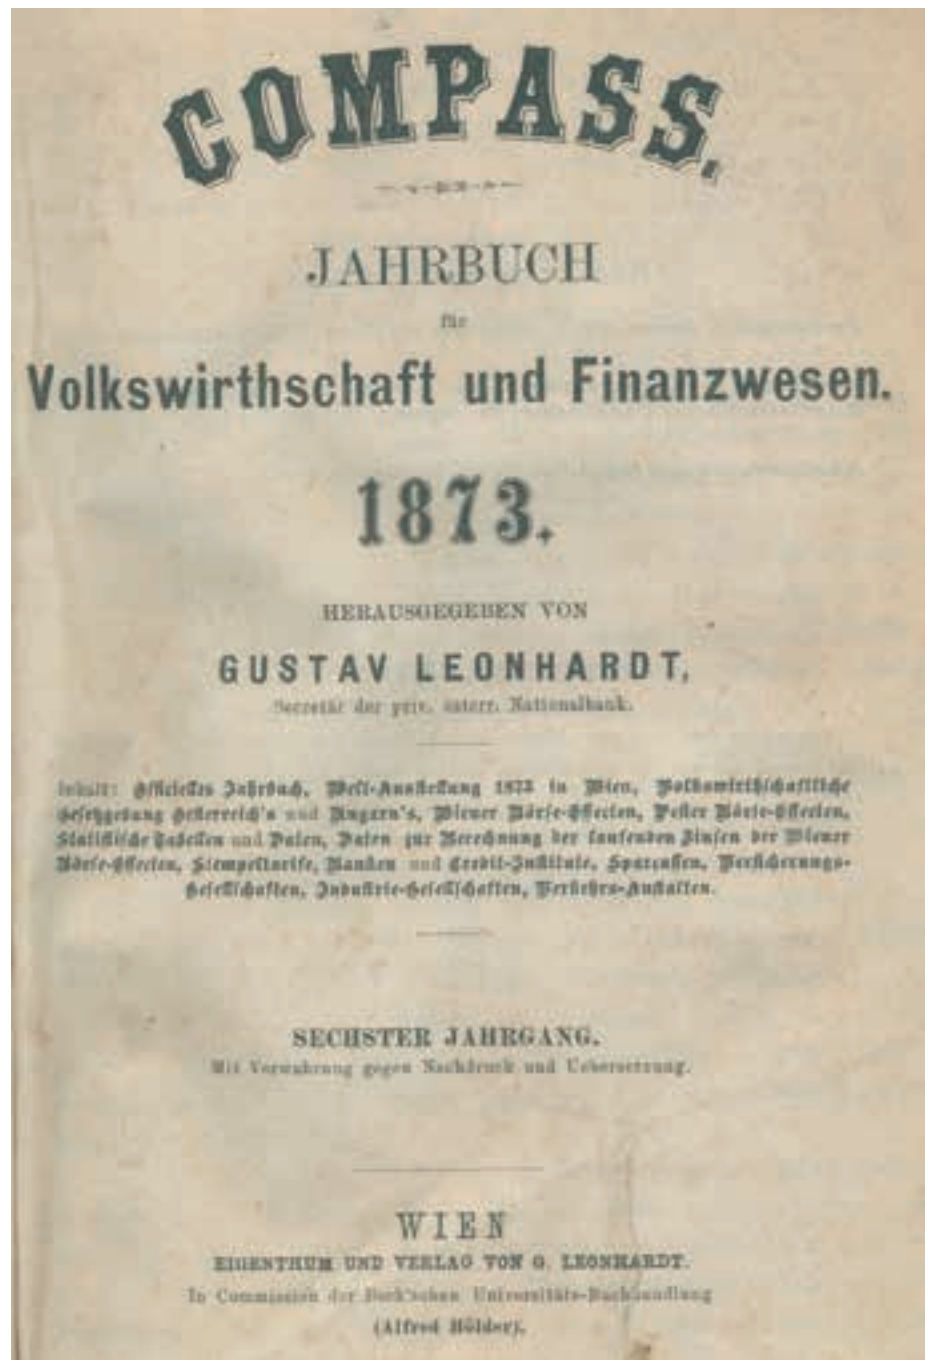 COMPASS.
JAHRBUCH
für
Volkswirthschaft und Finanzwesen.
1873.
HERAUSGEGEBEN VON
GUSTAV LEONHARDT,
Secretär der priv. österr. Nationalbank.
Inhalt: Officielles Jahrbuch, Welt-Ausstellung 1873 in Wien, Volkswirthschaftliche
Gesetzgebung Oesterreich's und Ungarn's, Wiener Börse-Effecten, Pester Börse-Effecten,
Statistische Tabellen und Daten, Daten zur Berechnung der laufenden Zinsen der Wiener
Börse-Effecten, Stempeltarife, Banken und Credit-Institute, Sparcassen, Versicherungs-
Gesellschaften, Industrie-Gesellschaften, Verkehrs-Anstalten.
SECHSTER JAHRGANG.
Mit Verwahrung gegen Nachdruck und Uebersetzung.
WIEN
EIGENTHUM UND VERLAG VON G. LEONHARDT.
In Commission der Beck'schen Universitäts-Buchhandlung
(Alfred Hölder).